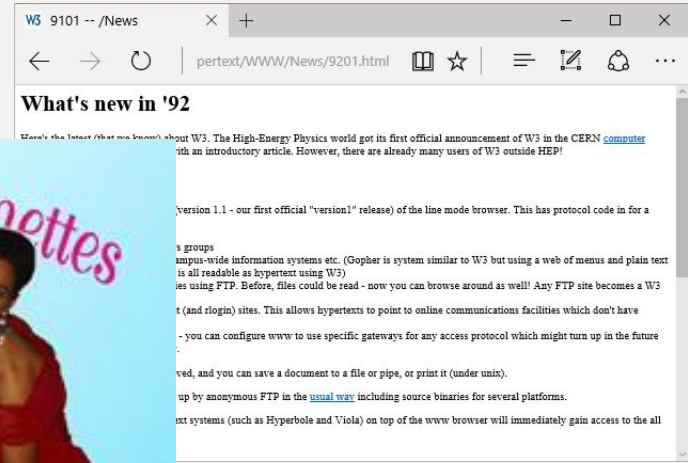 W3 9101 -- /News
pertext/WWW/News/9201.html
What's new in '92
Here's the latest (that we know) about W3. The High-Energy Physics world got its first official announcement of W3 in the CERN computer
with an introductory article. However, there are already many users of W3 outside HEP!
ettes
(version 1.1 - our first official "version1" release) of the line mode browser. This has protocol code in for a
s groups
ampus-wide information systems etc. (Gopher is system similar to W3 but using a web of menus and plain text
is all readable as hypertext using W3)
es using FTP. Before, files could be read - now you can browse around as well! Any FTP site becomes a W3
t (and rlogin) sites. This allows hypertexts to point to online communications facilities which don't have
- you can configure www to use specific gateways for any access protocol which might turn up in the future
ved, and you can save a document to a file or pipe, or print it (under unix).
up by anonymous FTP in the usual way including source binaries for several platforms.
ext systems (such as Hyperbole and Viola) on top of the www browser will immediately gain access to the all